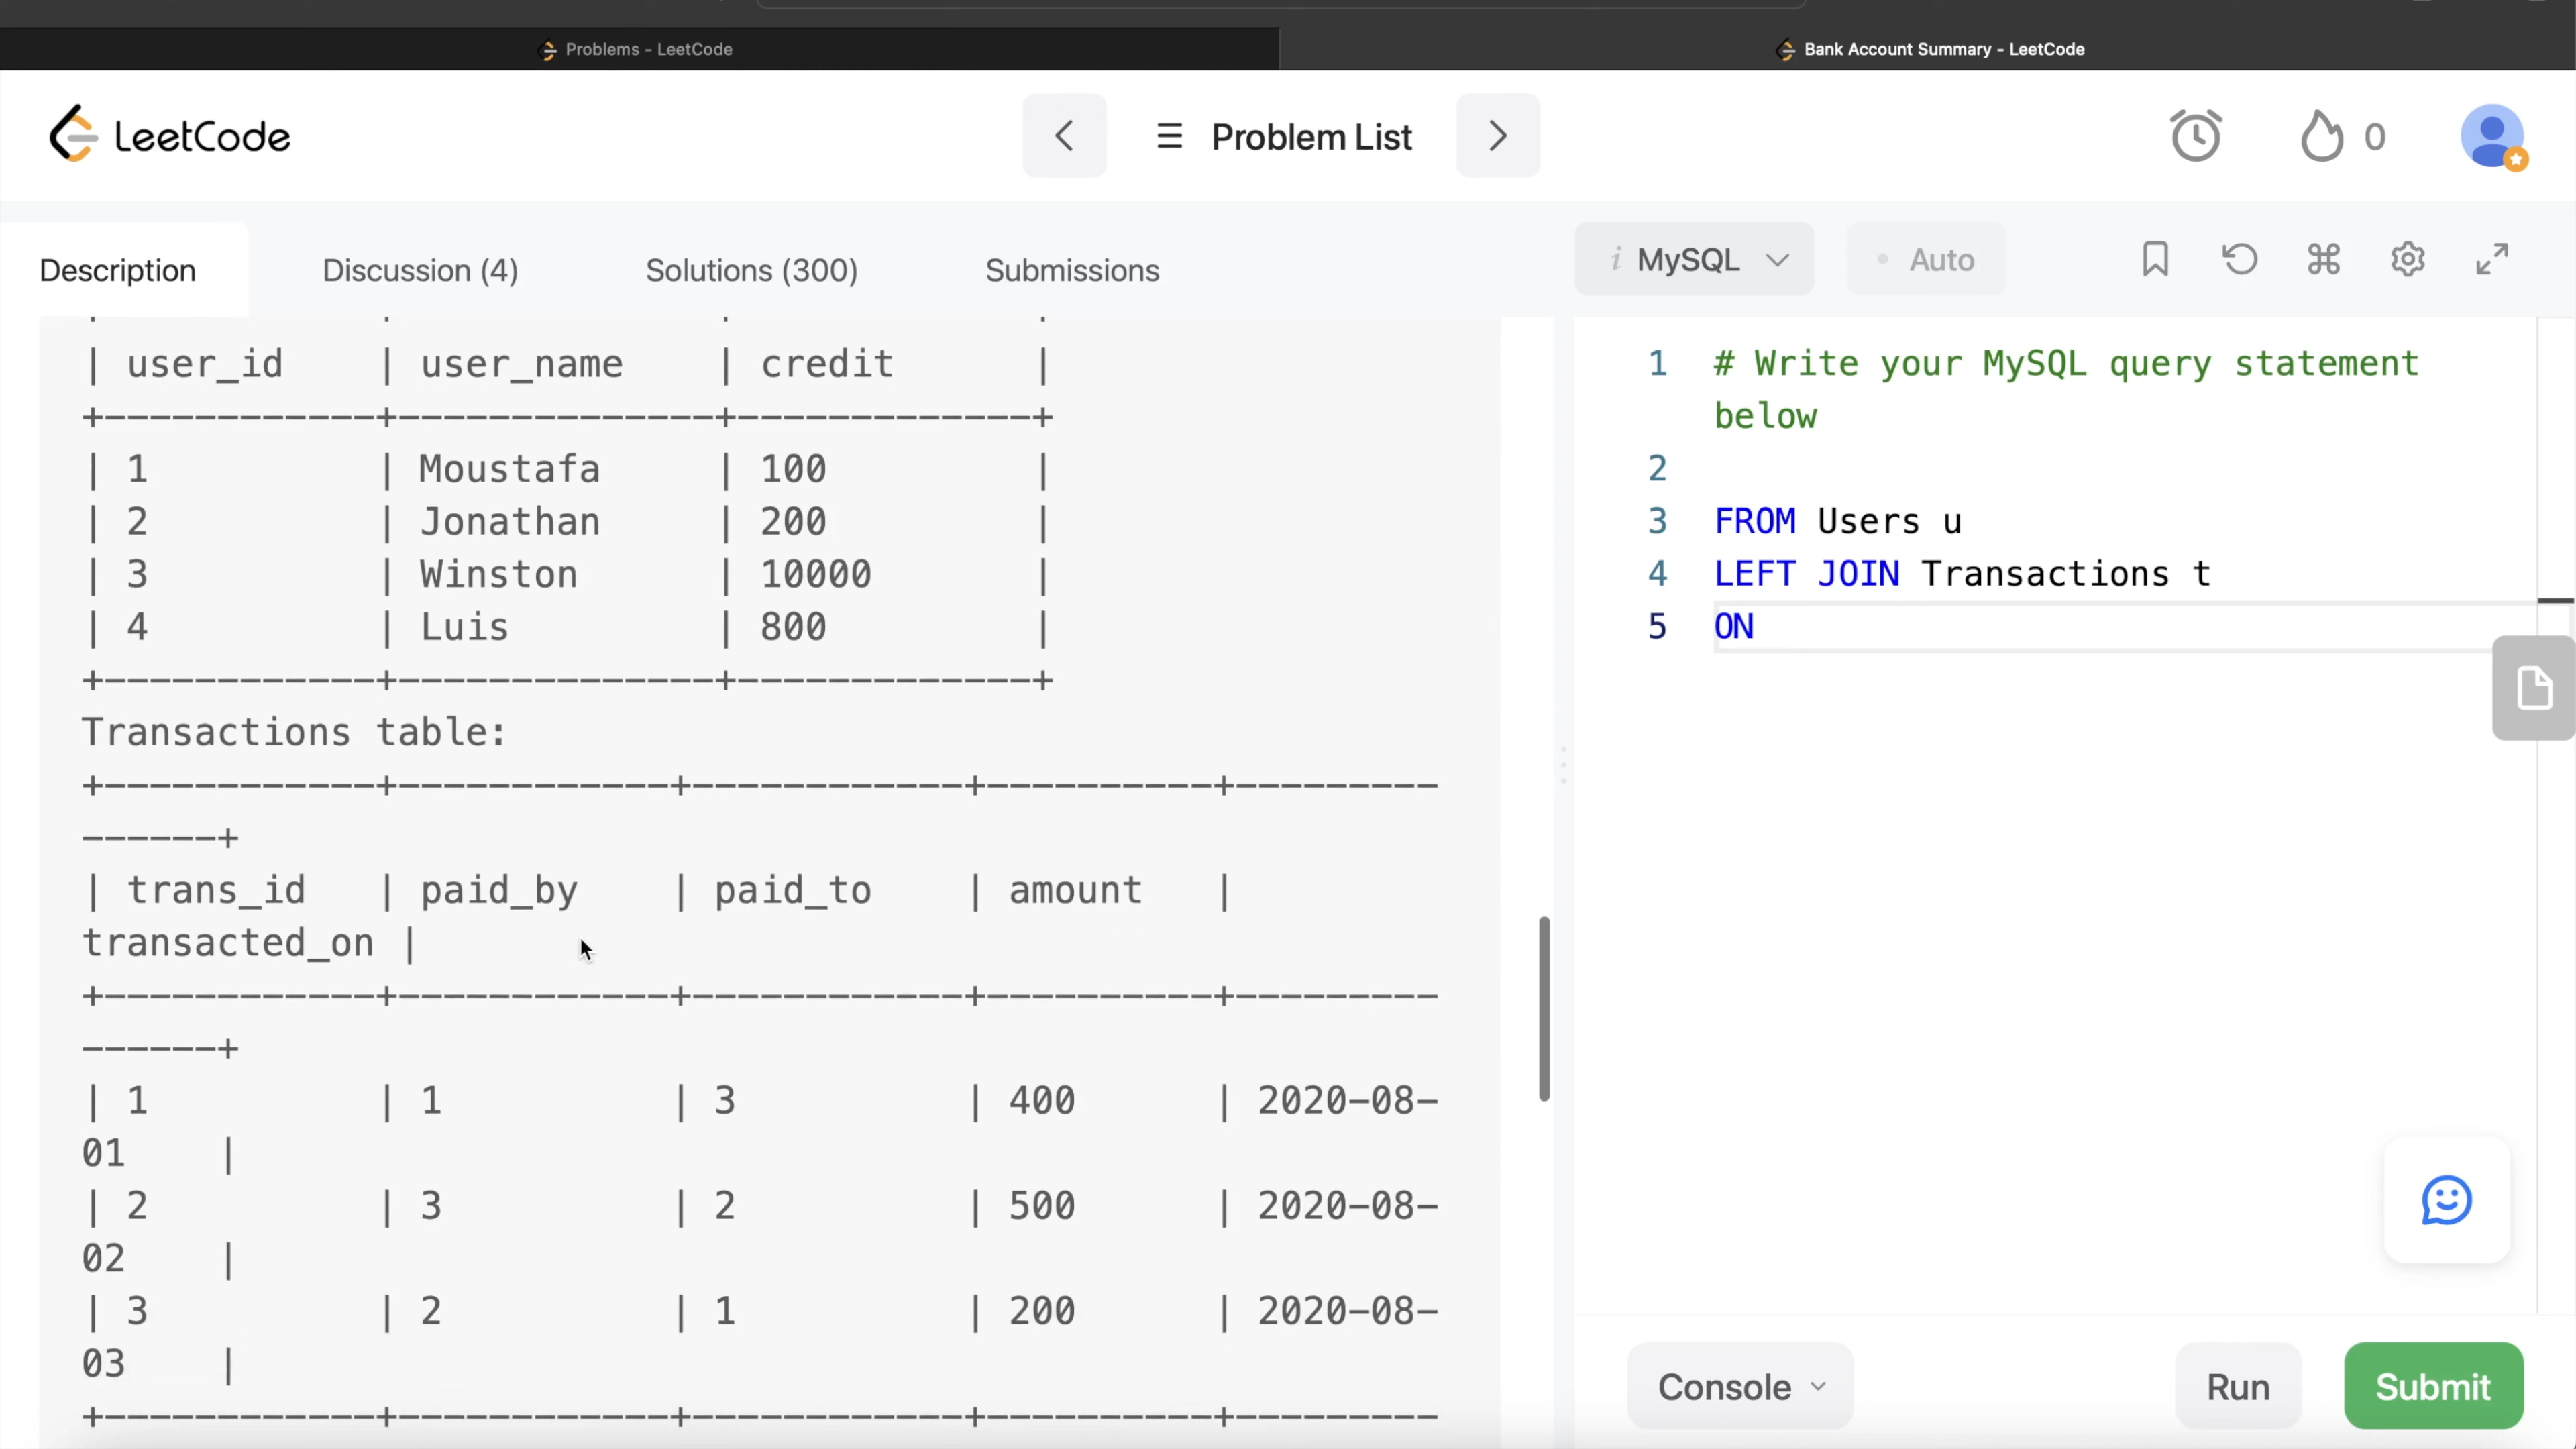 Problems - LeetCode
Bank Account Summary - LeetCode
LeetCode
Problem List
0
Description
Discussion (4)
Solutions (300)
Submissions
i MySQL
Auto
| user_id | user_name | credit |
+-------------+--------------+-------------+
| 1 | Moustafa | 100 |
| 2 | Jonathan | 200 |
| 3 | Winston | 10000 |
| 4 | Luis | 800 |
+-------------+--------------+-------------+
Transactions table:
+------------+------------+------------+----------+---------
------+
| trans_id | paid_by | paid_to | amount |
transacted_on |
+------------+------------+------------+----------+---------
------+
| 1 | 1 | 3 | 400 | 2020-08-
01 |
| 2 | 3 | 2 | 500 | 2020-08-
02 |
| 3 | 2 | 1 | 200 | 2020-08-
03 |
+------------+------------+------------+----------+---------
1 # Write your MySQL query statement
below
2
3 FROM Users u
4 LEFT JOIN Transactions t
5 ON
Console
Run
Submit